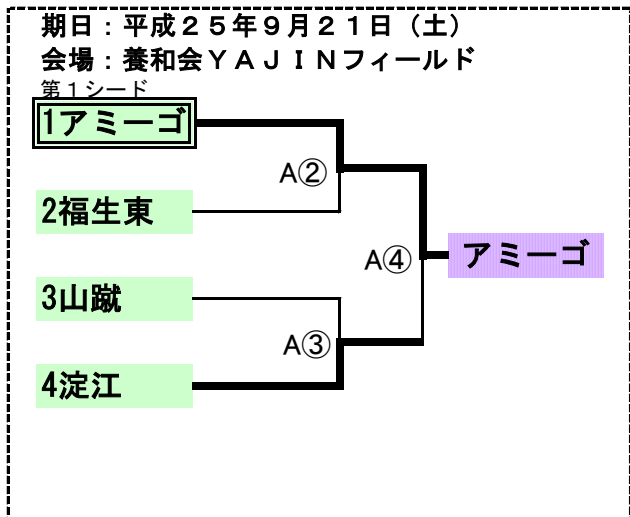 期日：平成２５年９月２１日（土）
会場：養和会ＹＡＪＩＮフィールド
第１シード
1アミーゴ
A②
2福生東
A④
アミーゴ
3山蹴
A③
4淀江